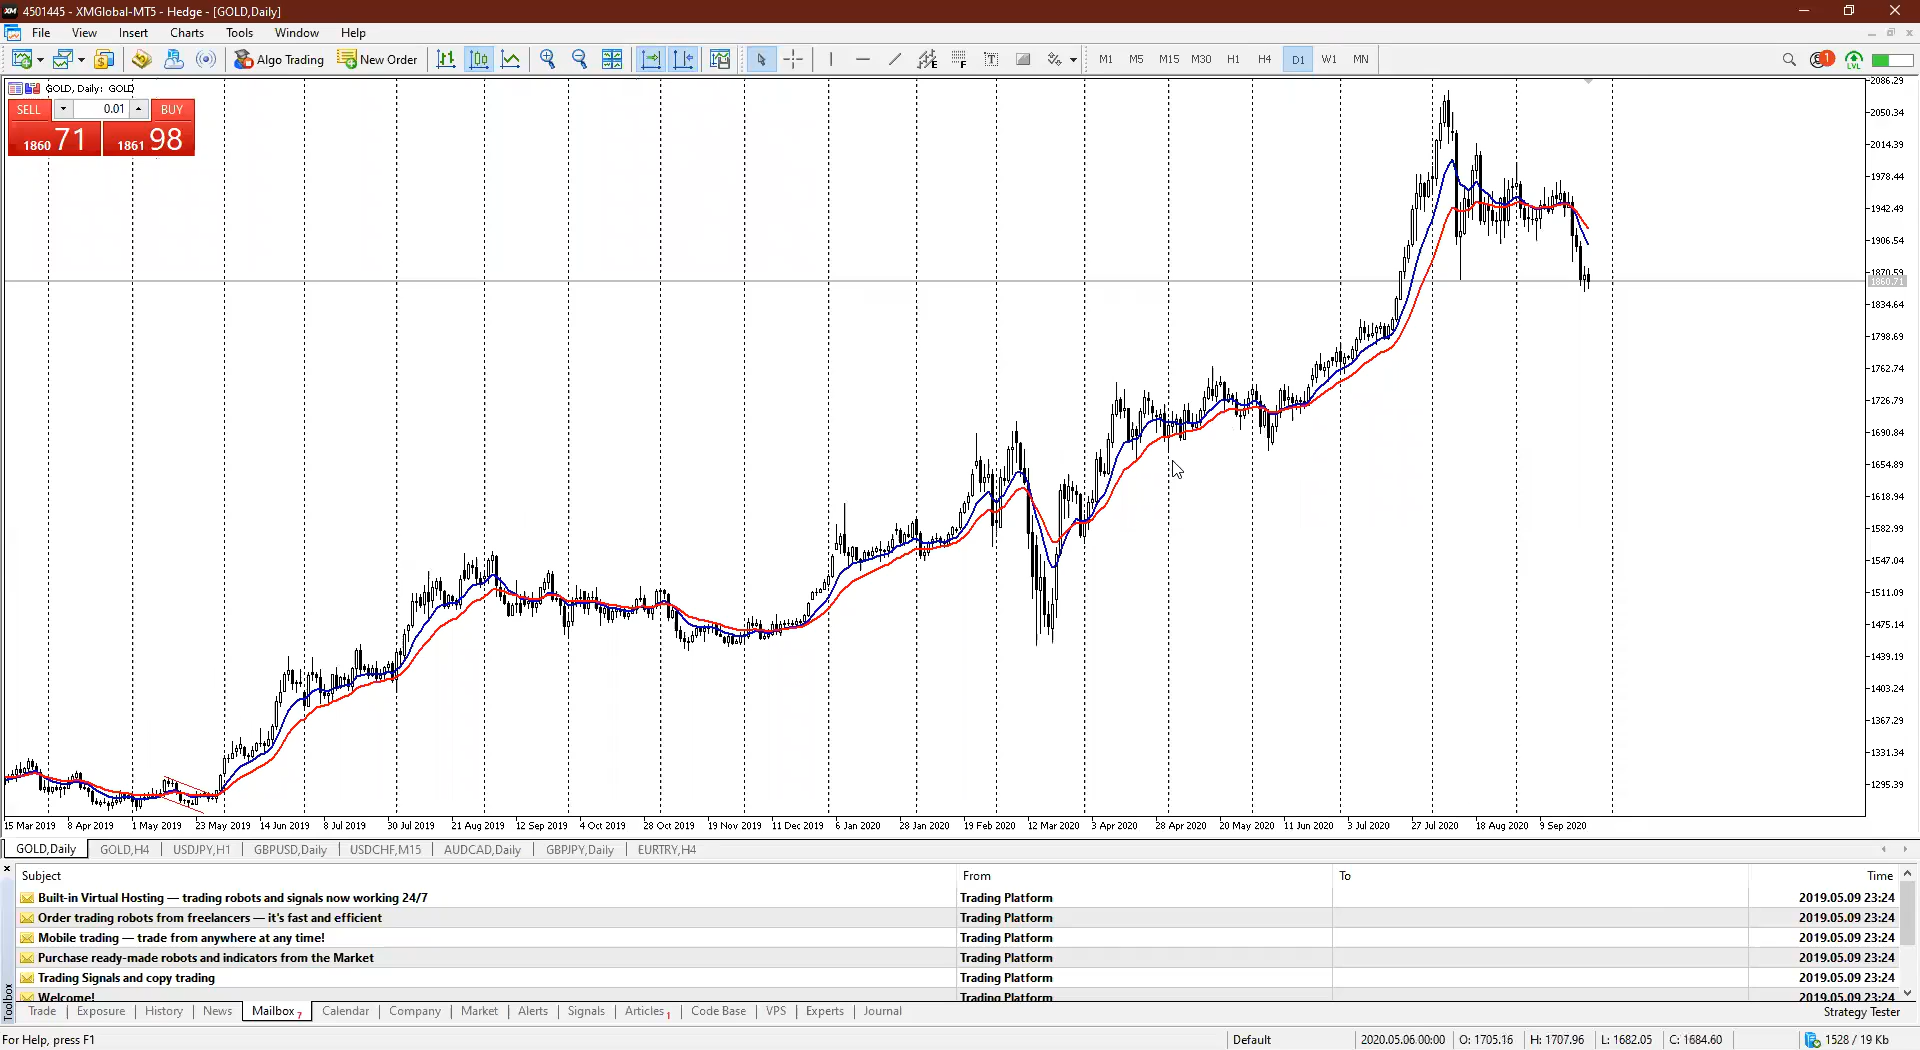 4501445 - XMGlobal-MT5 - Hedge - [GOLD,Daily]
File View Insert Charts Tools Window Help
Algo Trading New Order M1 M5 M15 M30 H1 H4 D1 W1 MN 1 LVL
GOLD, Daily: GOLD
SELL 0.01 BUY
1860 71 1861 98
2086.29
2050.34
2014.39
1978.44
1942.49
1906.54
1870.59
1860.71
1834.64
1798.69
1762.74
1726.79
1690.84
1654.89
1618.94
1582.99
1547.04
1511.09
1475.14
1439.19
1403.24
1367.29
1331.34
1295.39
15 Mar 2019 8 Apr 2019 1 May 2019 23 May 2019 14 Jun 2019 8 Jul 2019 30 Jul 2019 21 Aug 2019 12 Sep 2019 4 Oct 2019 28 Oct 2019 19 Nov 2019 11 Dec 2019 6 Jan 2020 28 Jan 2020 19 Feb 2020 12 Mar 2020 3 Apr 2020 28 Apr 2020 20 May 2020 11 Jun 2020 3 Jul 2020 27 Jul 2020 18 Aug 2020 9 Sep 2020
GOLD,Daily GOLD,H4 USDJPY,H1 GBPUSD,Daily USDCHF,M15 AUDCAD,Daily GBPJPY,Daily EURTRY,H4
Subject From To Time
Built-in Virtual Hosting — trading robots and signals now working 24/7 Trading Platform 2019.05.09 23:24
Order trading robots from freelancers — it's fast and efficient Trading Platform 2019.05.09 23:24
Mobile trading — trade from anywhere at any time! Trading Platform 2019.05.09 23:24
Purchase ready-made robots and indicators from the Market Trading Platform 2019.05.09 23:24
Trading Signals and copy trading Trading Platform 2019.05.09 23:24
Welcome! Trading Platform 2019.05.09 23:24
Toolbox
Trade Exposure History News Mailbox 7 Calendar Company Market Alerts Signals Articles 1 Code Base VPS Experts Journal Strategy Tester
For Help, press F1 Default 2020.05.06 00:00 O: 1705.16 H: 1707.96 L: 1682.05 C: 1684.60 1528 / 19 Kb